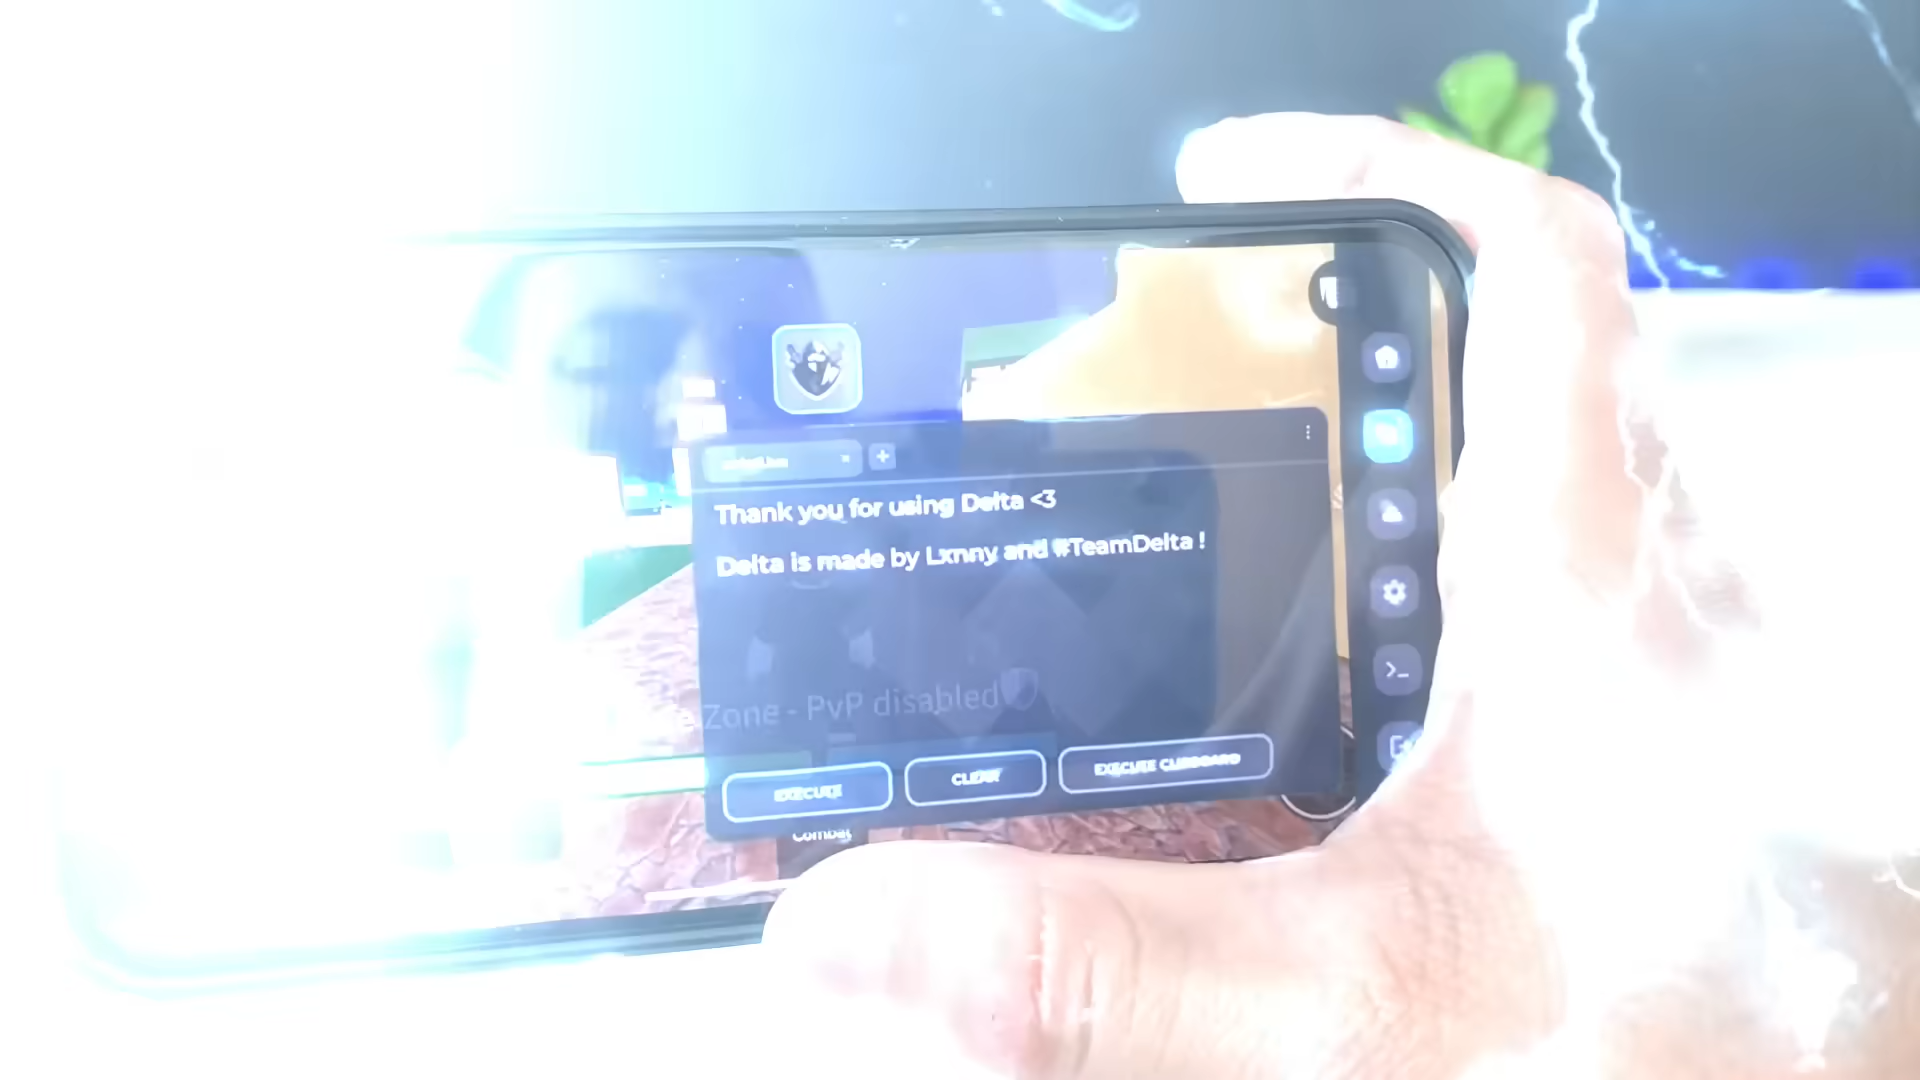 Thank you for using Delta <3
Delta is made by Lxnny and #TeamDelta !
Zone - PvP disabled
EXECUTE
CLEAR
EXECUTE CLIPBOARD
Combat